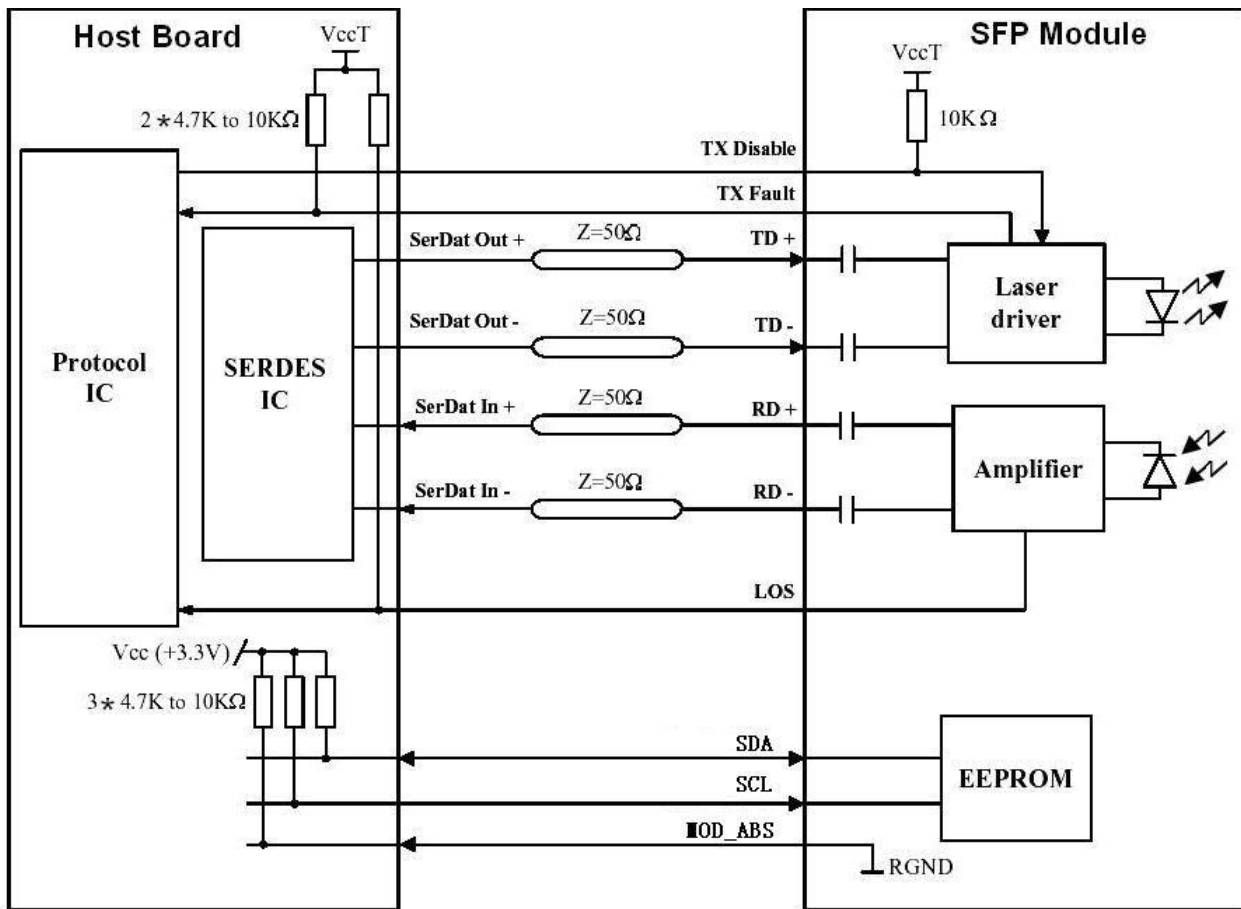 Host Board
VccT
2*4.7K to 10KΩ
SFP Module
VccT
10KΩ
TX Disable
TX Fault
SerDat Out +
Z=50Ω
TD +
SerDat Out -
Z=50Ω
TD -
Laser
driver
Protocol
IC
SERDES
IC
SerDat In +
Z=50Ω
RD +
SerDat In -
Z=50Ω
RD -
Amplifier
LOS
Vcc (+3.3V)
3*4.7K to 10KΩ
SDA
SCL
MOD_ABS
EEPROM
RGND